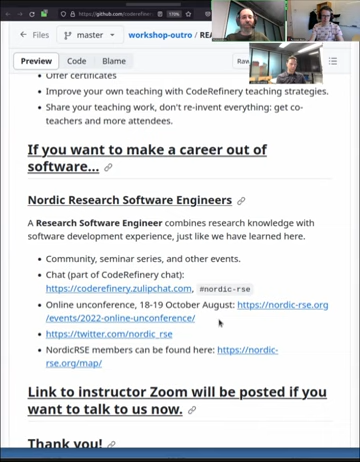 https://github.com/coderefiner
170%
Files
master
workshop-outro / RE
Preview
Code
Blame
Raw
Offer certificates
• Improve your own teaching with CodeRefinery teaching strategies.
• Share your teaching work, don't re-invent everything: get co-
teachers and more attendees.
If you want to make a career out of
software...
Nordic Research Software Engineers
A Research Software Engineer combines research knowledge with
software development experience, just like we have learned here.
• Community, seminar series, and other events.
• Chat (part of CodeRefinery chat):
https://coderefinery.zulipchat.com, #nordic-rse
• Online unconference, 18-19 October August: https://nordic-rse.org
/events/2022-online-unconference/
• https://twitter.com/nordic_rse
• NordicRSE members can be found here: https://nordic-
rse.org/map/
Link to instructor Zoom will be posted if you
want to talk to us now.
Thank you!